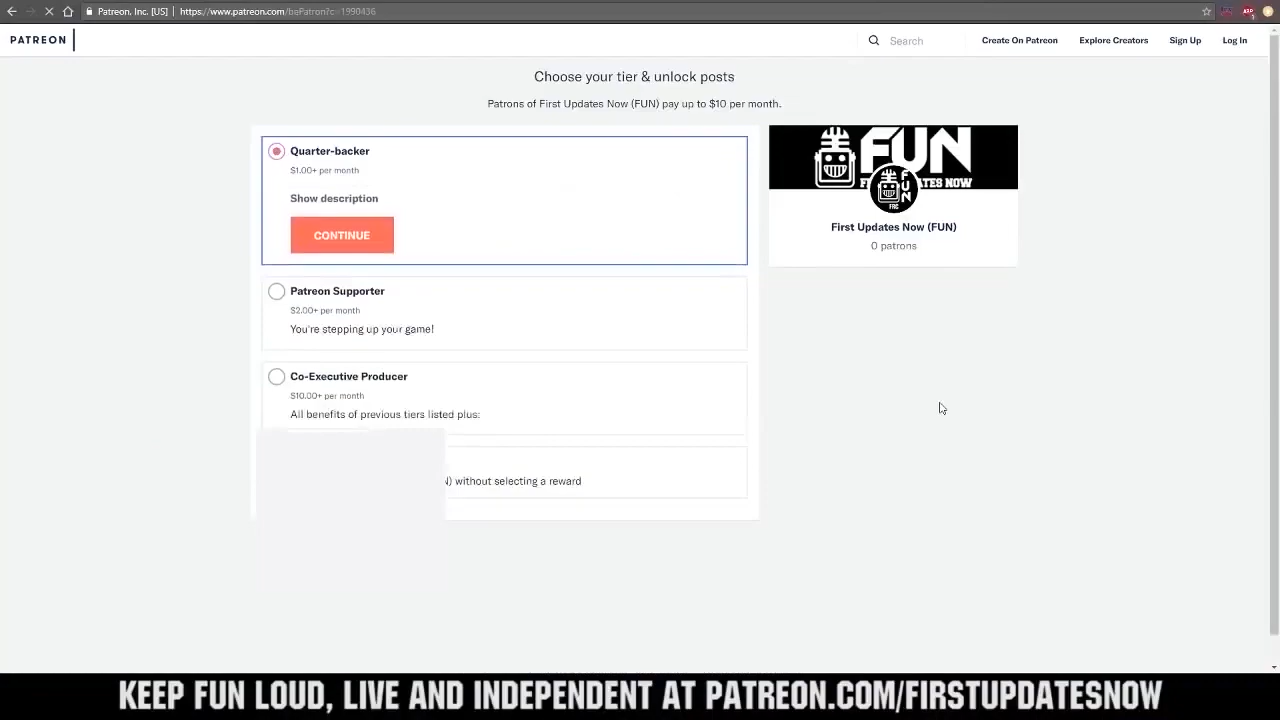 Patreon, Inc. [US] | https://www.patreon.com/bePatron?c=1990436
PATREON
Search
Create On Patreon
Explore Creators
Sign Up
Log In
Choose your tier & unlock posts
Patrons of First Updates Now (FUN) pay up to $10 per month.
Quarter-backer
$1.00+ per month
Show description
CONTINUE
Patreon Supporter
$2.00+ per month
You're stepping up your game!
Co-Executive Producer
$10.00+ per month
All benefits of previous tiers listed plus:
without selecting a reward
FUN
FUN
FRC
First Updates Now (FUN)
0 patrons
KEEP FUN LOUD, LIVE AND INDEPENDENT AT PATREON.COM/FIRSTUPDATESNOW